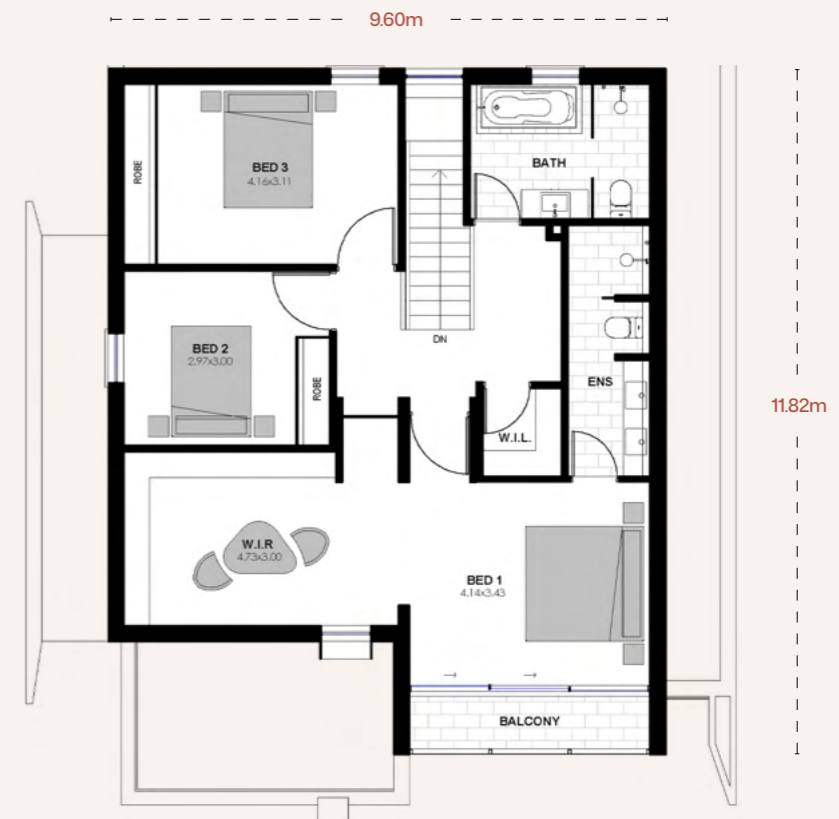 9.60m
BATH
ROBE
BED 3
4.16x3.11
DN
BED 2
2.97x3.00
ROBE
ENS
11.82m
W.I.L.
W.I.R
4.73x3.00
BED 1
4.14x3.43
BALCONY